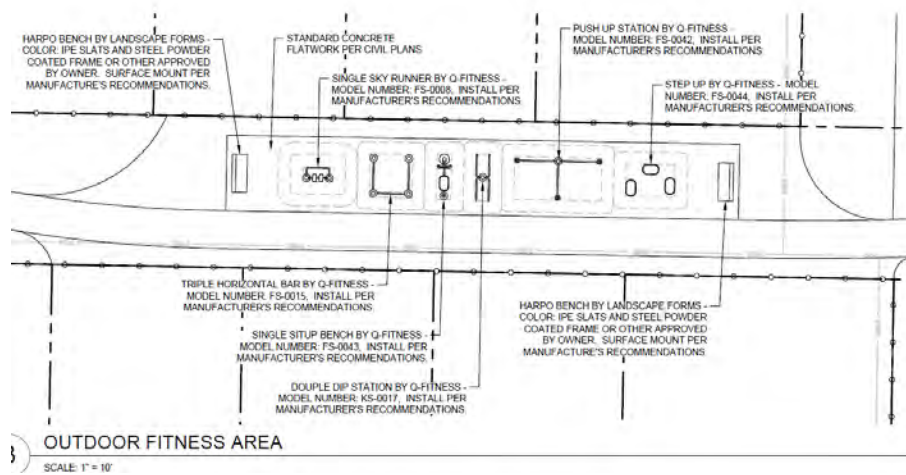 HARPO BENCH BY LANDSCAPE FORMS -
COLOR: IPE SLATS AND STEEL POWDER
COATED FRAME OR OTHER APPROVED
BY OWNER. SURFACE MOUNT PER
MANUFACTURE'S RECOMMENDATIONS.
STANDARD CONCRETE
FLATWORK PER CIVIL PLANS
SINGLE SKY RUNNER BY Q-FITNESS -
MODEL NUMBER: FS-0008, INSTALL PER
MANUFACTURER'S RECOMMENDATIONS.
PUSH UP STATION BY Q-FITNESS -
MODEL NUMBER: FS-0042, INSTALL PER
MANUFACTURER'S RECOMMENDATIONS.
STEP UP BY Q-FITNESS - MODEL
NUMBER: FS-0044, INSTALL PER
MANUFACTURER'S RECOMMENDATIONS.
TRIPLE HORIZONTAL BAR BY Q-FITNESS -
MODEL NUMBER: FS-0015, INSTALL PER
MANUFACTURER'S RECOMMENDATIONS.
SINGLE SITUP BENCH BY Q-FITNESS -
MODEL NUMBER: FS-0043, INSTALL PER
MANUFACTURER'S RECOMMENDATIONS.
DOUPLE DIP STATION BY Q-FITNESS -
MODEL NUMBER: KS-0017, INSTALL PER
MANUFACTURER'S RECOMMENDATIONS.
HARPO BENCH BY LANDSCAPE FORMS -
COLOR: IPE SLATS AND STEEL POWDER
COATED FRAME OR OTHER APPROVED
BY OWNER. SURFACE MOUNT PER
MANUFACTURE'S RECOMMENDATIONS.
OUTDOOR FITNESS AREA
SCALE: 1" = 10'